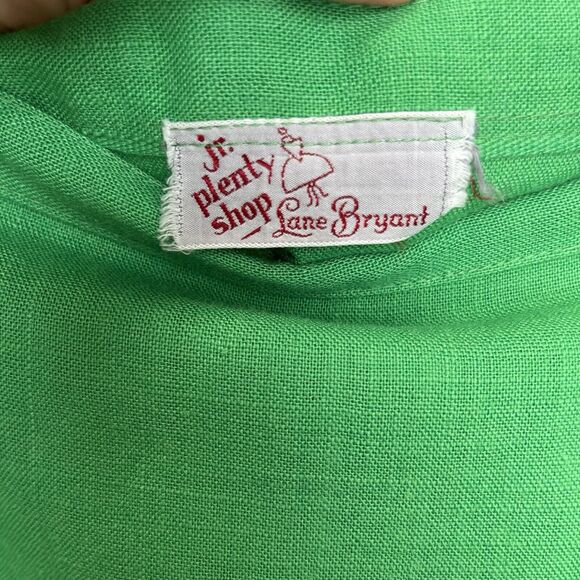 jr.
plenty
shop
Lane Bryant